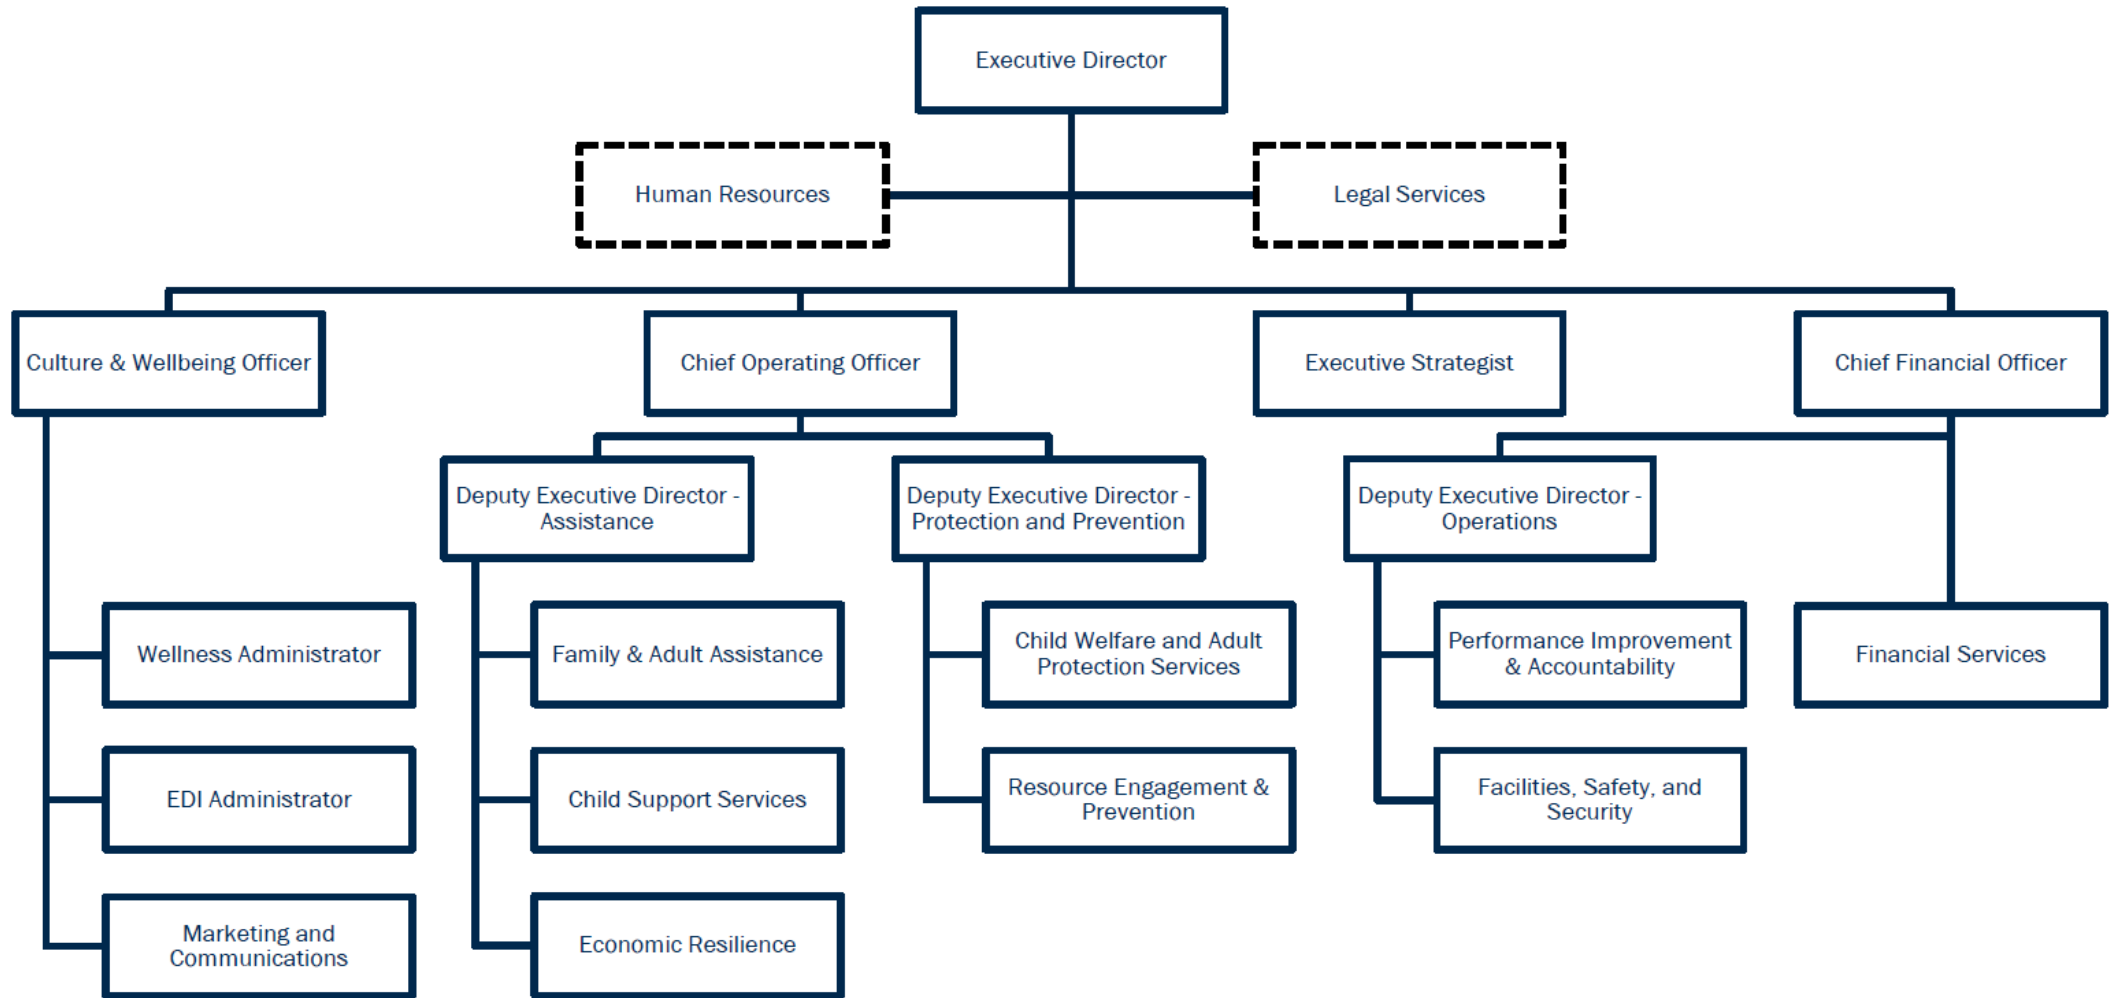 Executive Director
Human Resources
Legal Services
Culture & Wellbeing Officer
Chief Operating Officer
Executive Strategist
Chief Financial Officer
Deputy Executive Director -
Assistance
Deputy Executive Director -
Protection and Prevention
Deputy Executive Director -
Operations
Wellness Administrator
Family & Adult Assistance
Child Welfare and Adult
Protection Services
Performance Improvement
& Accountability
Financial Services
EDI Administrator
Child Support Services
Resource Engagement &
Prevention
Facilities, Safety, and
Security
Marketing and
Communications
Economic Resilience